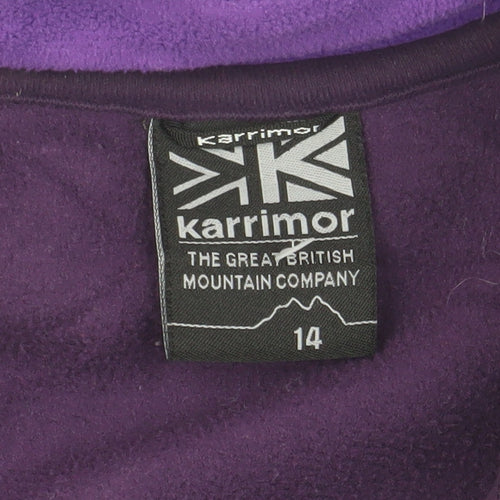 Karrimor
karrimor
THE GREAT BRITISH
MOUNTAIN COMPANY
14